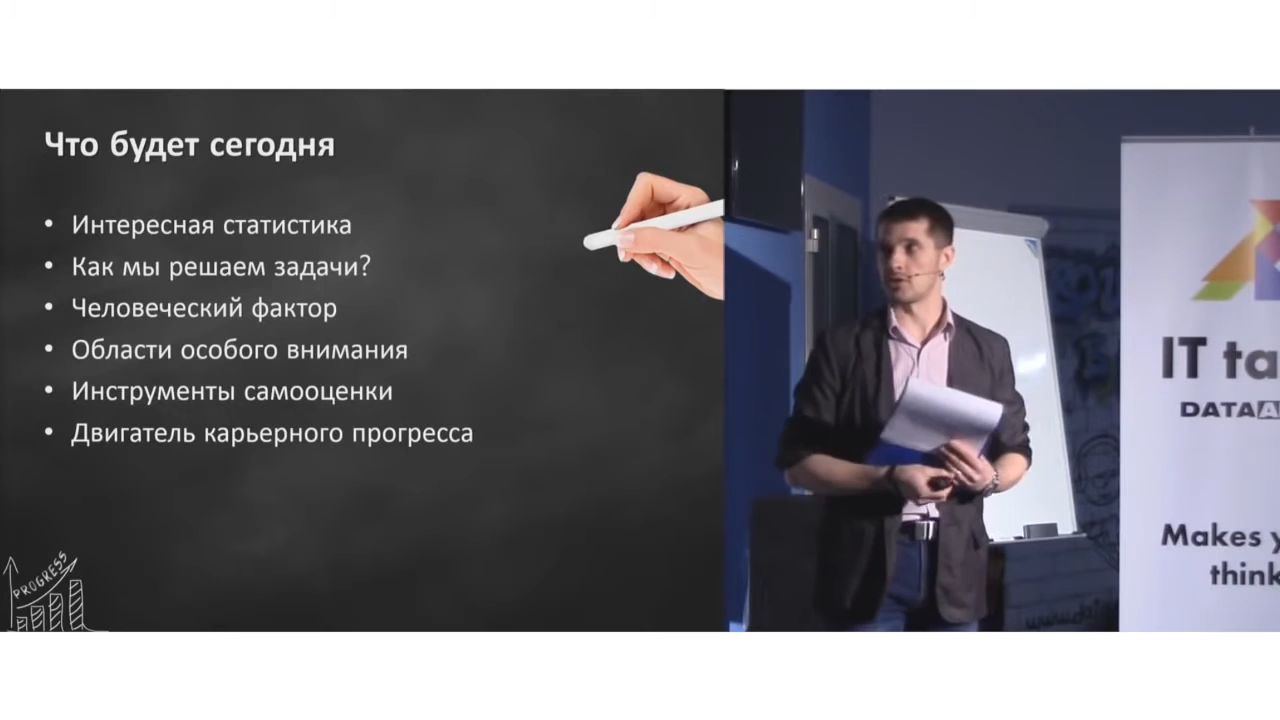 Что будет сегодня
• Интересная статистика
• Как мы решаем задачи?
• Человеческий фактор
• Области особого внимания
• Инструменты самооценки
• Двигатель карьерного прогресса
PROGRESS
IT ta
DATAA
Makes y
think